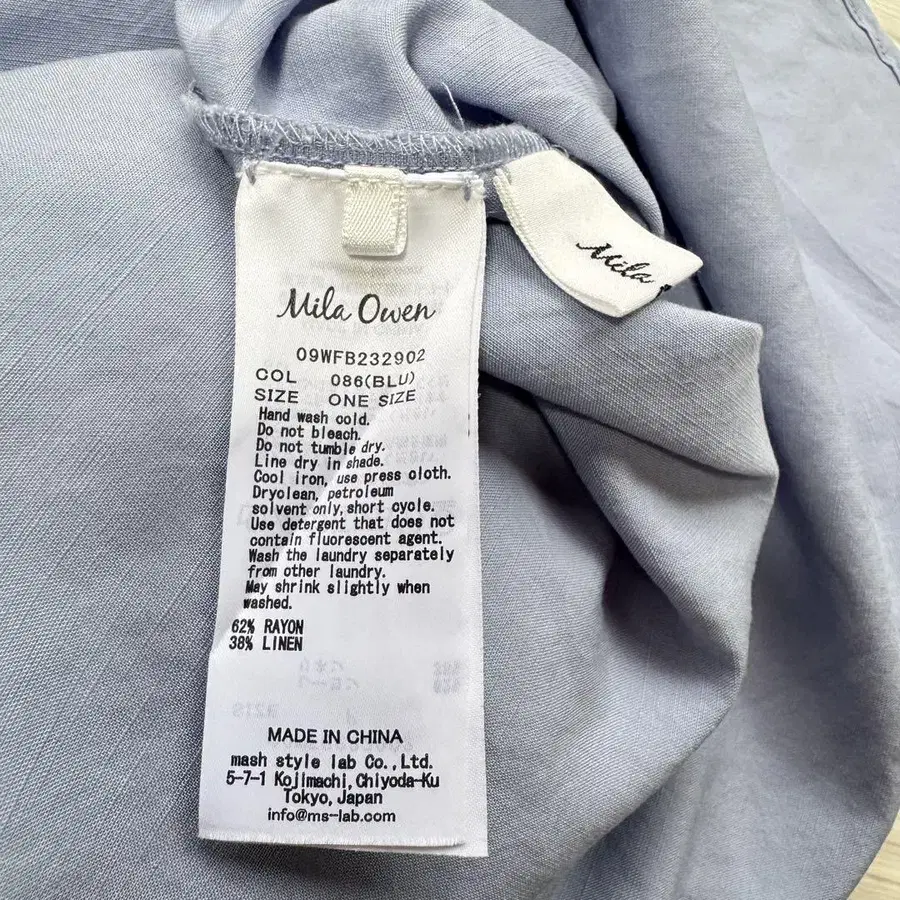 Mila Owen
09WFB232902
COL 086(BLU)
SIZE ONE SIZE
Hand wash cold.
Do not bleach.
Do not tumble dry.
Line dry in shade.
Cool iron, use press cloth.
Dryclean, petroleum
solvent only, short cycle.
Use detergent that does not
contain fluorescent agent.
Wash the laundry separately
from other laundry.
May shrink slightly when
washed.
62% RAYON
38% LINEN
MADE IN CHINA
mash style lab Co.,Ltd.
5-7-1 Kojimachi, Chiyoda-Ku
Tokyo, Japan
info@ms-lab.com
Mila